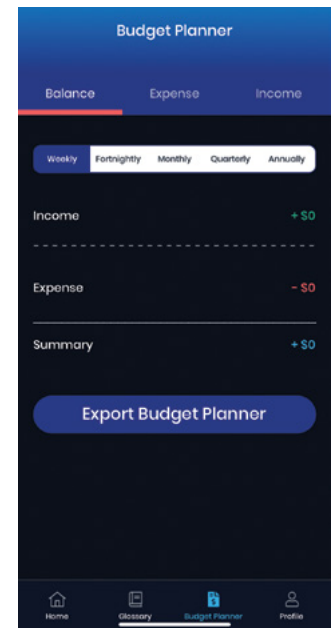 Budget Planner
Balance Expense Income
Weekly Fortnightly Monthly Quarterly Annually
Income + $0
Expense - $0
Summary + $0
Export Budget Planner
Home Glossary Budget Planner Profile